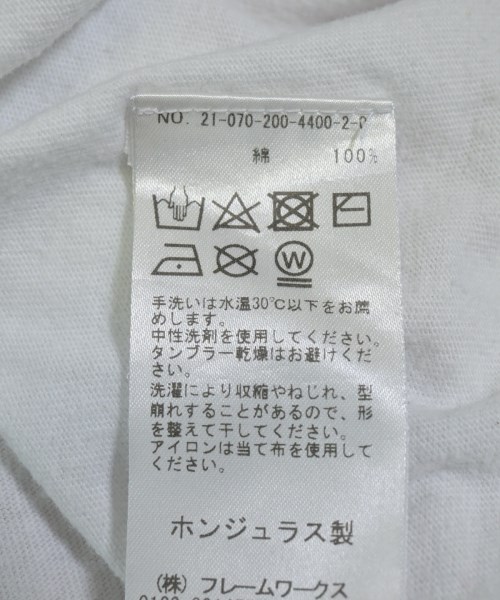 NO. 21-070-200-4400-2-0
綿 100%
W
手洗いは水温30℃以下をお薦
めします。
中性洗剤を使用してください。
タンブラー乾燥はお避けくだ
さい。
洗濯により収縮やねじれ、型
崩れすることがあるので、形
を整えて干してください。
アイロンは当て布を使用して
ください。
ホンジュラス製
(株) フレームワークス